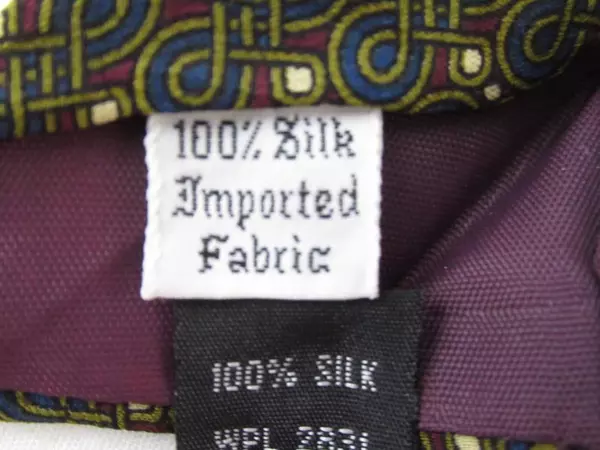 100% Silk
Imported
Fabric
100% SILK
WPL 2831